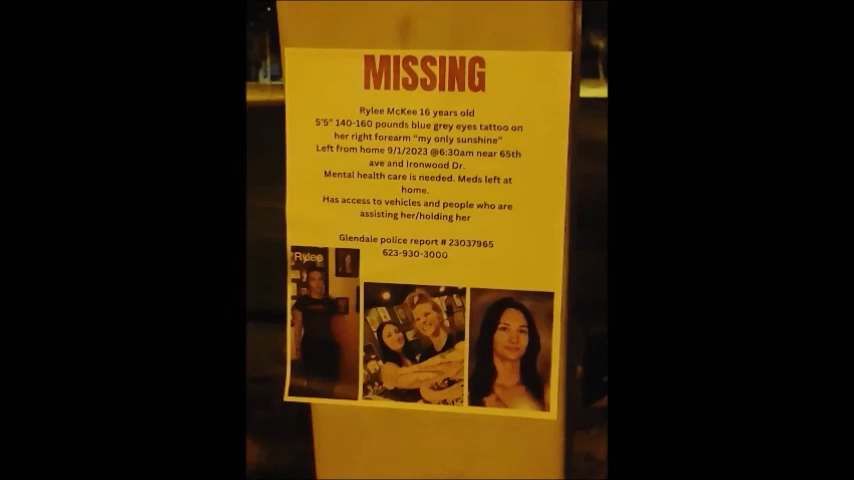 MISSING
Rylee McKee 16 years old
5'5" 140-160 pounds blue grey eyes tattoo on
her right forearm "my only sunshine"
Left from home 9/1/2023 @6:30am near 65th
ave and Ironwood Dr.
Mental health care is needed. Meds left at
home.
Has access to vehicles and people who are
assisting her/holding her
Glendale police report # 23037965
623-930-3000
Rylee